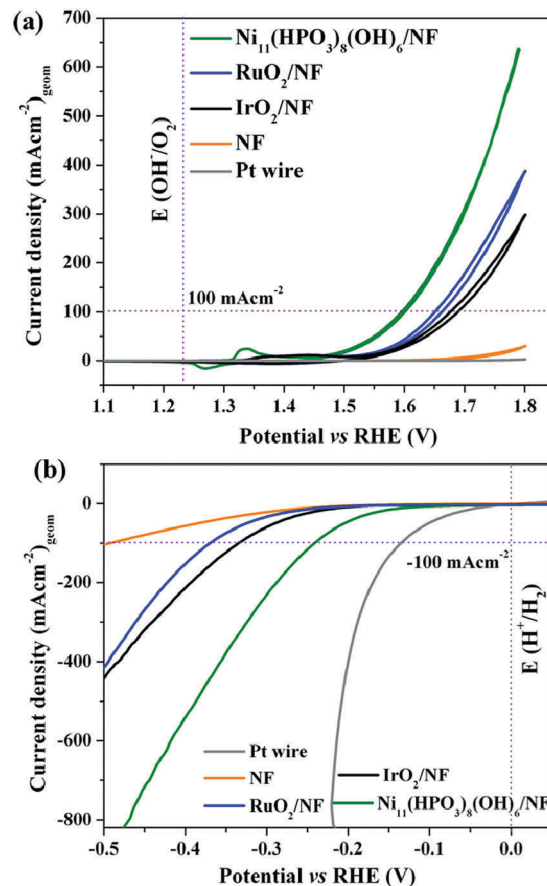 (a)
700
600
500
400
300
200
100
0
Current density (mAcm⁻²)geom
E (OH⁻/O₂)
Ni₁₁(HPO₃)₈(OH)₆/NF
RuO₂/NF
IrO₂/NF
NF
Pt wire
100 mAcm⁻²
1.1 1.2 1.3 1.4 1.5 1.6 1.7 1.8
Potential vs RHE (V)
(b)
0
-200
-400
-600
-800
Current density (mAcm⁻²)geom
-100 mAcm⁻²
E (H⁺/H₂)
Pt wire
NF
RuO₂/NF
IrO₂/NF
Ni₁₁(HPO₃)₈(OH)₆/NF
-0.5 -0.4 -0.3 -0.2 -0.1 0.0
Potential vs RHE (V)